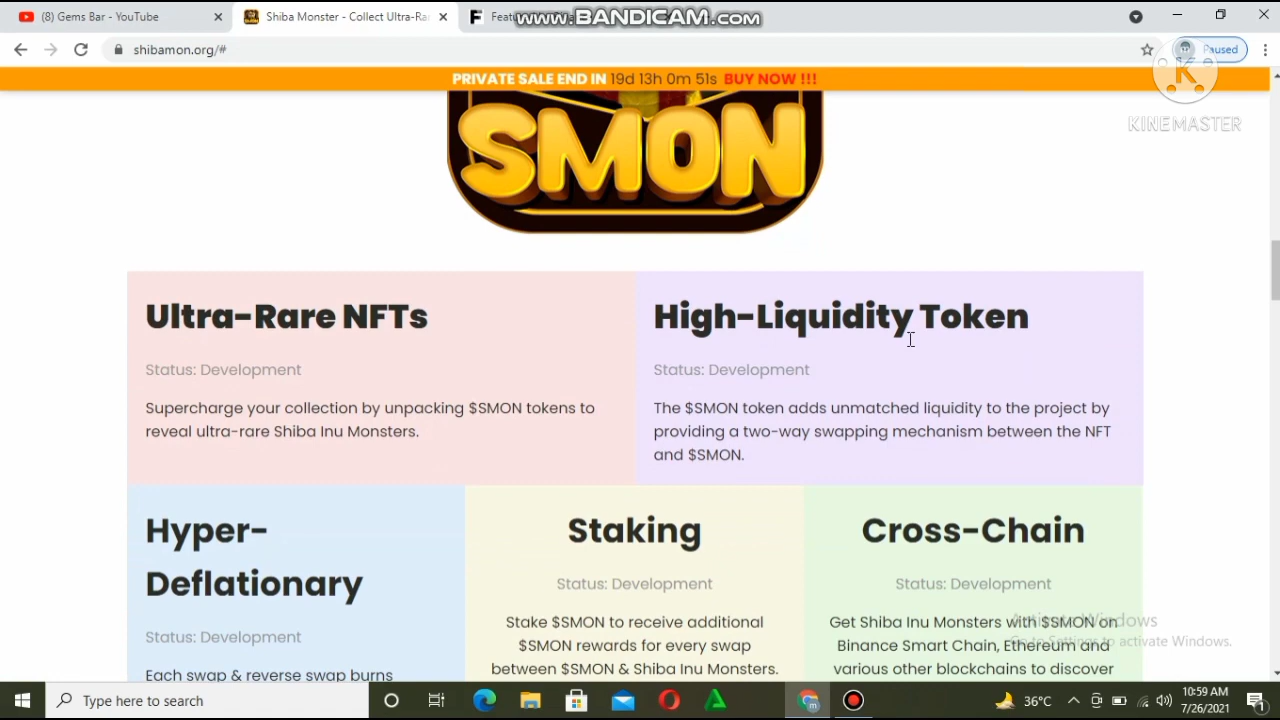 (8) Gems Bar - YouTube
Shiba Monster - Collect Ultra-Ra
Featu
www.BANDICAM.com
shibamon.org/#
Paused
PRIVATE SALE END IN 19d 13h 0m 51s BUY NOW !!!
K
KINEMASTER
SMON
Ultra-Rare NFTs
Status: Development
Supercharge your collection by unpacking $SMON tokens to
reveal ultra-rare Shiba Inu Monsters.
High-Liquidity Token
Status: Development
The $SMON token adds unmatched liquidity to the project by
providing a two-way swapping mechanism between the NFT
and $SMON.
Hyper-
Deflationary
Status: Development
Each swap & reverse swap burns
Staking
Status: Development
Stake $SMON to receive additional
$SMON rewards for every swap
between $SMON & Shiba Inu Monsters.
Cross-Chain
Status: Development
Get Shiba Inu Monsters with $SMON on
Binance Smart Chain, Ethereum and
various other blockchains to discover
Activate Windows
Go to Settings to activate Windows.
Type here to search
36°C
10:59 AM
7/26/2021
1